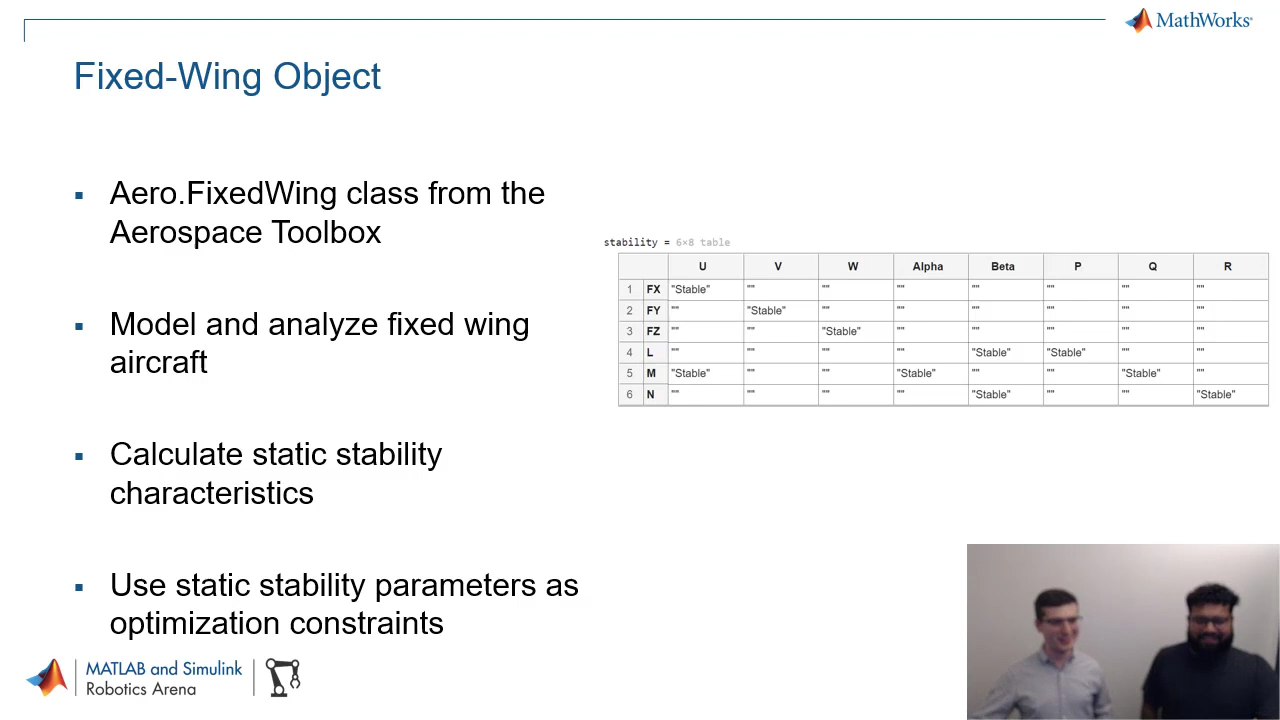 MathWorks®
Fixed-Wing Object
▪ Aero.FixedWing class from the
Aerospace Toolbox
▪ Model and analyze fixed wing
aircraft
▪ Calculate static stability
characteristics
▪ Use static stability parameters as
optimization constraints
stability = 6×8 table
U V W Alpha Beta P Q R
1 FX "Stable" "" "" "" "" "" "" ""
2 FY "" "Stable" "" "" "" "" "" ""
3 FZ "" "" "Stable" "" "" "" "" ""
4 L "" "" "" "" "Stable" "Stable" "" ""
5 M "Stable" "" "" "Stable" "" "" "Stable" ""
6 N "" "" "" "" "Stable" "" "" "Stable"
MATLAB and Simulink
Robotics Arena